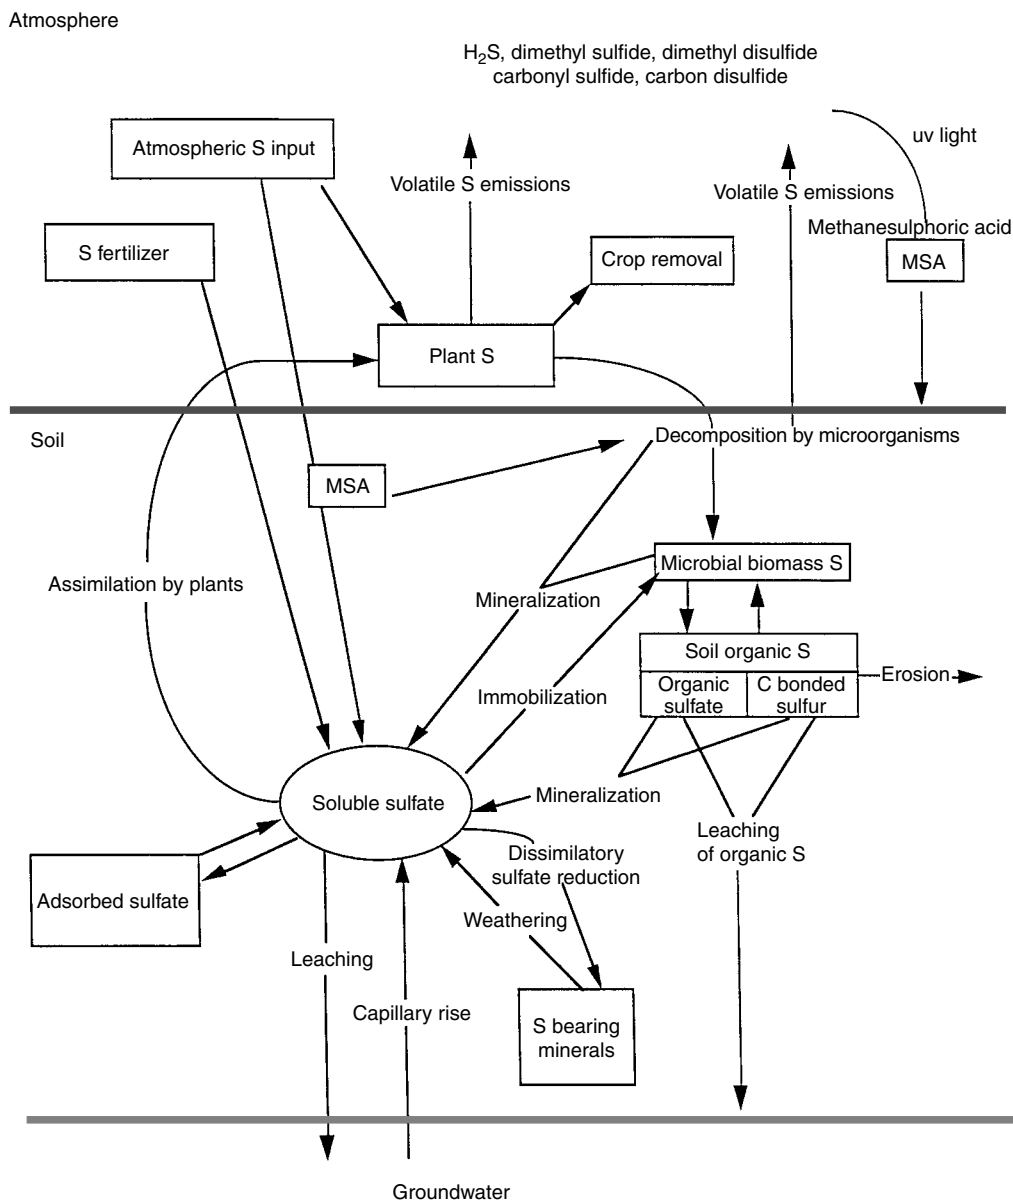 Atmosphere
H2S, dimethyl sulfide, dimethyl disulfide
carbonyl sulfide, carbon disulfide
uv light
Atmospheric S input
Volatile S emissions
Volatile S emissions
Methanesulphoric acid
S fertilizer
Crop removal
MSA
Plant S
Soil
Decomposition by microorganisms
MSA
Microbial biomass S
Assimilation by plants
Mineralization
Soil organic S
Organic
sulfate
C bonded
sulfur
Erosion
Immobilization
Soluble sulfate
Mineralization
Leaching
of organic S
Dissimilatory
sulfate reduction
Adsorbed sulfate
Weathering
Leaching
Capillary rise
S bearing
minerals
Groundwater